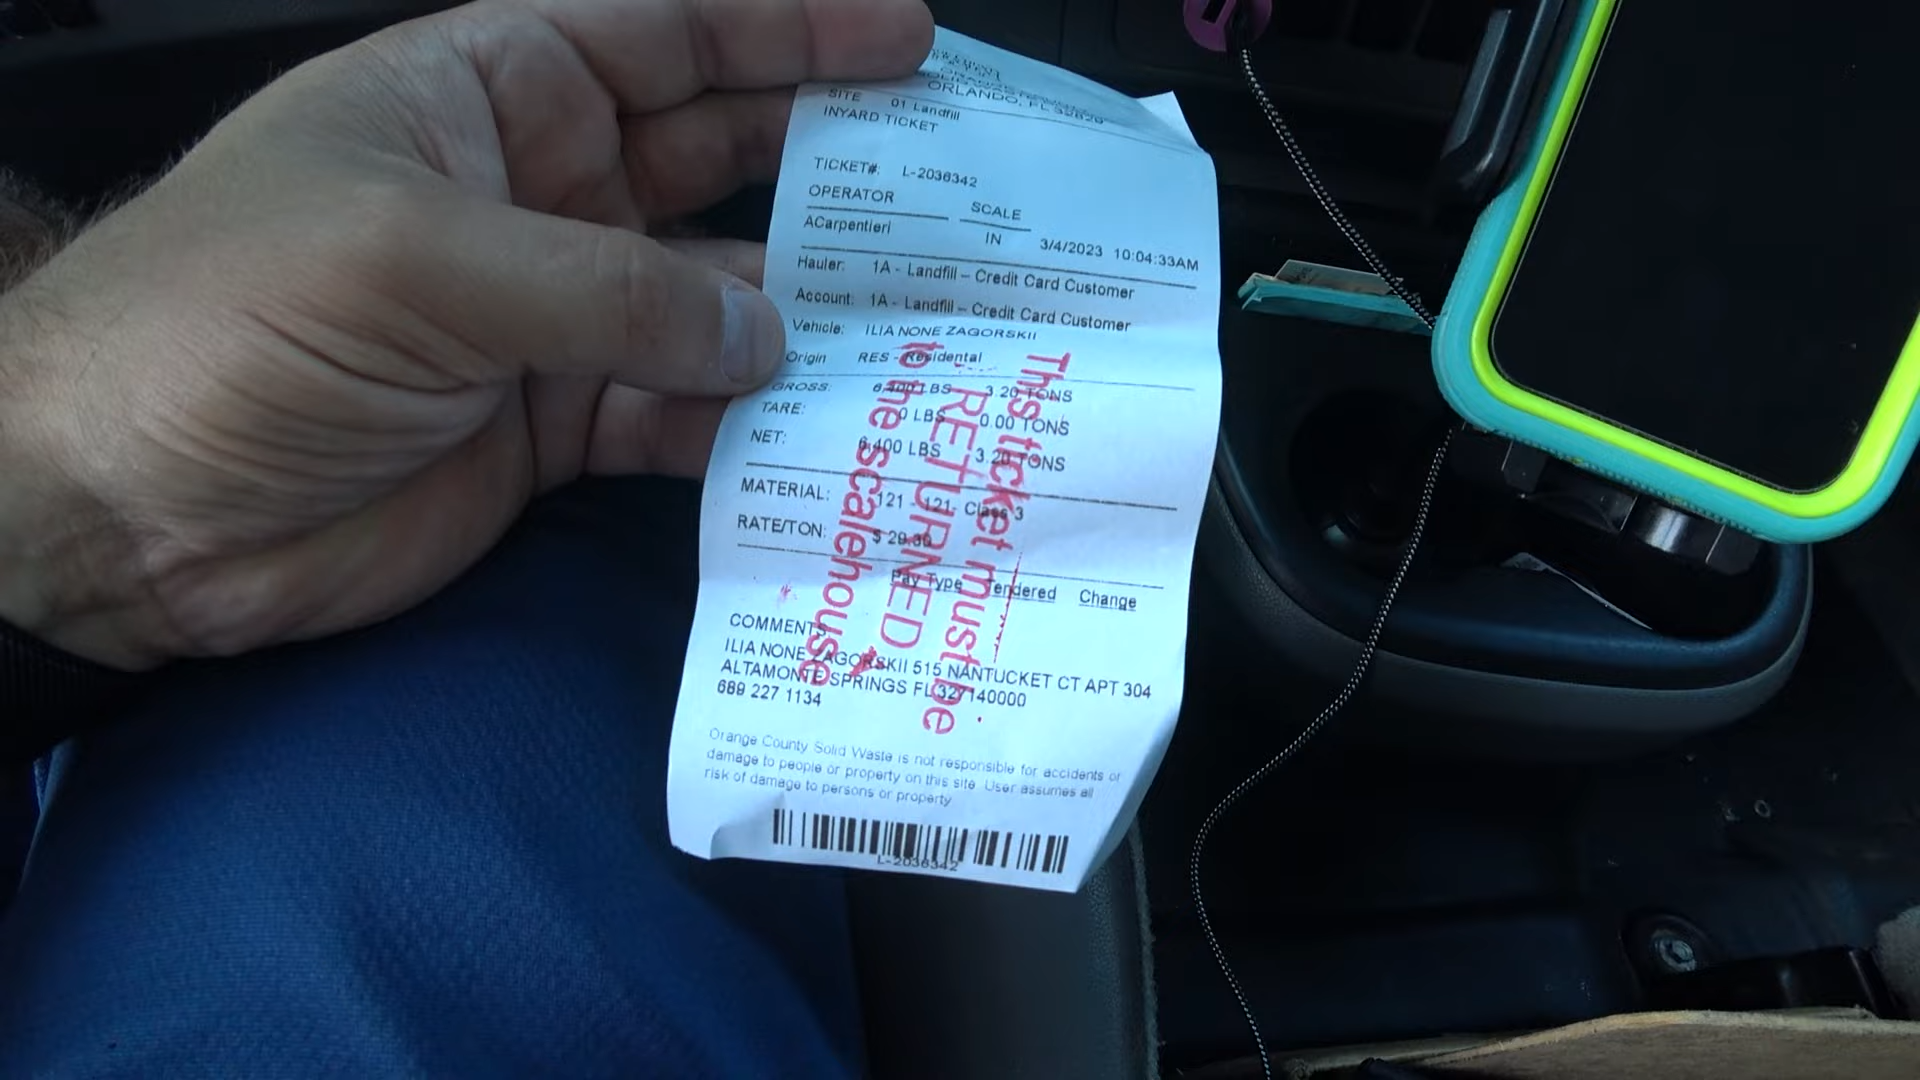 ORLANDO, FL 32829
SITE 01 Landfill
INYARD TICKET
TICKET#: L-2036342
OPERATOR SCALE
ACarpentieri IN 3/4/2023 10:04:33AM
Hauler: 1A - Landfill – Credit Card Customer
Account: 1A - Landfill – Credit Card Customer
Vehicle: ILIA NONE ZAGORSKII
Origin RES - Residental
GROSS: 6,400 LBS 3.20 TONS
TARE: 0 LBS 0.00 TONS
NET: 6,400 LBS 3.20 TONS
MATERIAL: 121 - 121- Class 3
RATE/TON: $
Pay Type Tendered Change
COMMENTS
ILIA NONE ZAGORSKII 515 NANTUCKET CT APT 304
ALTAMONTE SPRINGS FL 327140000
689 227 1134
Orange County Solid Waste is not responsible for accidents or
damage to people or property on this site. User assumes all
risk of damage to persons or property
L-2036342
This ticket must be
RETURNED
to the scalehouse